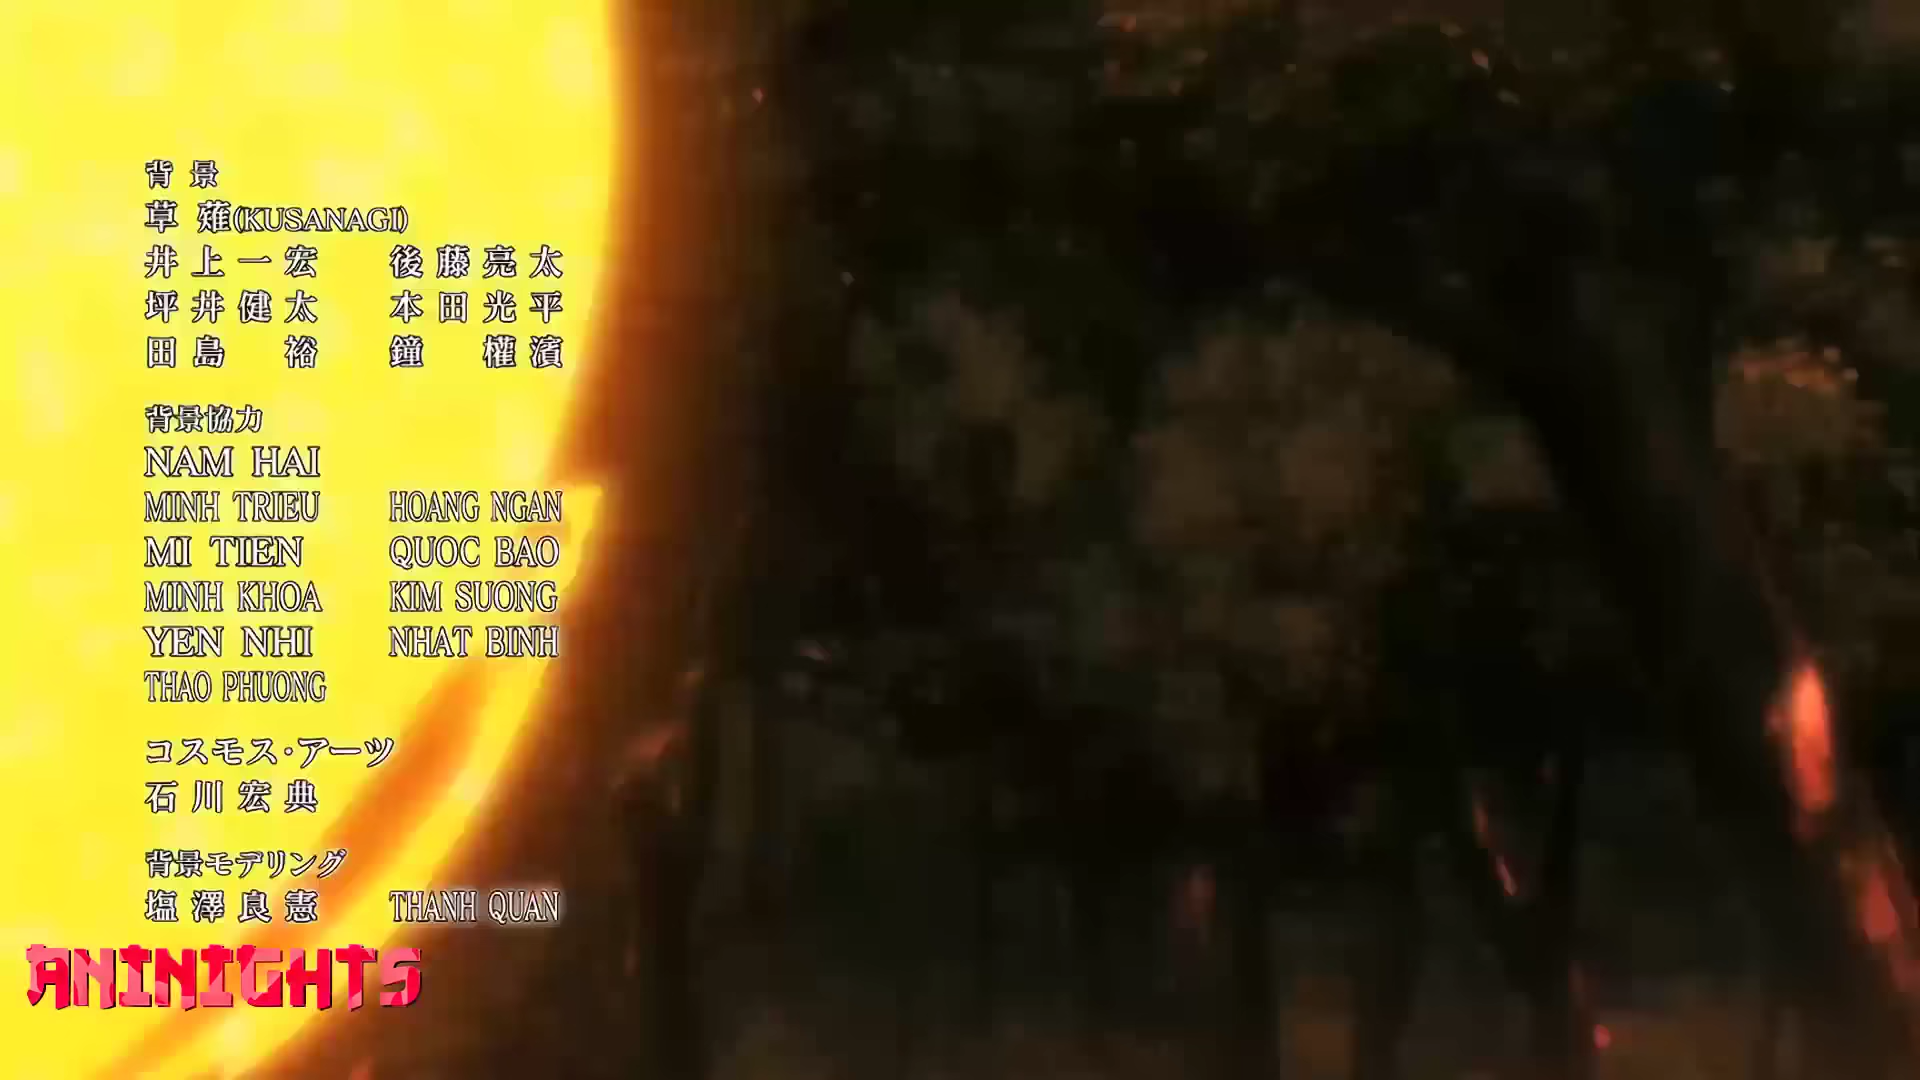 背景
草薙(KUSANAGI)
井上一宏 後藤亮太
坪井健太 本田光平
田島 裕 鐘 權濱
背景協力
NAM HAI
MINH TRIEU HOANG NGAN
MI TIEN QUOC BAO
MINH KHOA KIM SUONG
YEN NHI NHAT BINH
THAO PHUONG
コスモス・アーツ
石川宏典
背景モデリング
塩澤良憲 THANH QUAN
ANINIGHTS